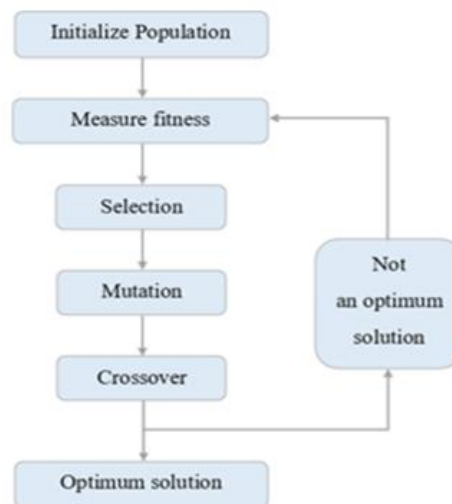 Initialize Population
Measure fitness
Selection
Mutation
Crossover
Not
an optimum
solution
Optimum solution